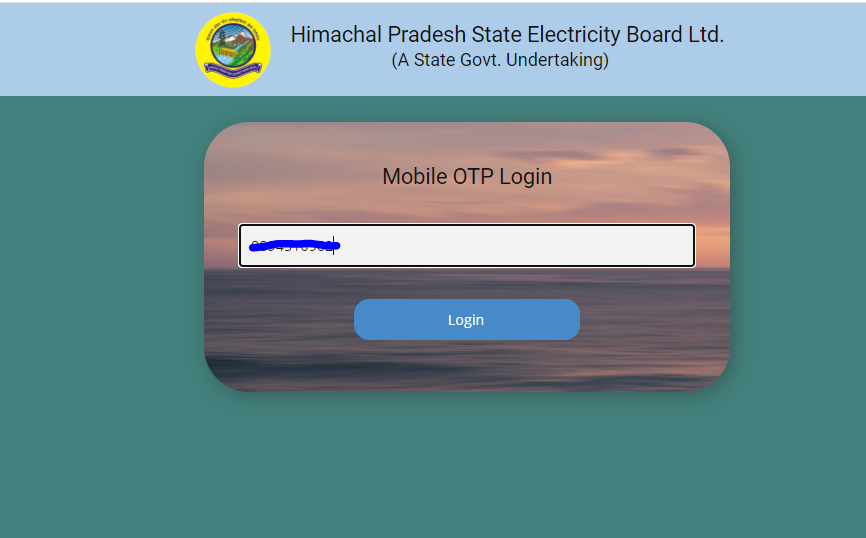 Himachal Pradesh State Electricity Board Ltd.
(A State Govt. Undertaking)
Mobile OTP Login
Login